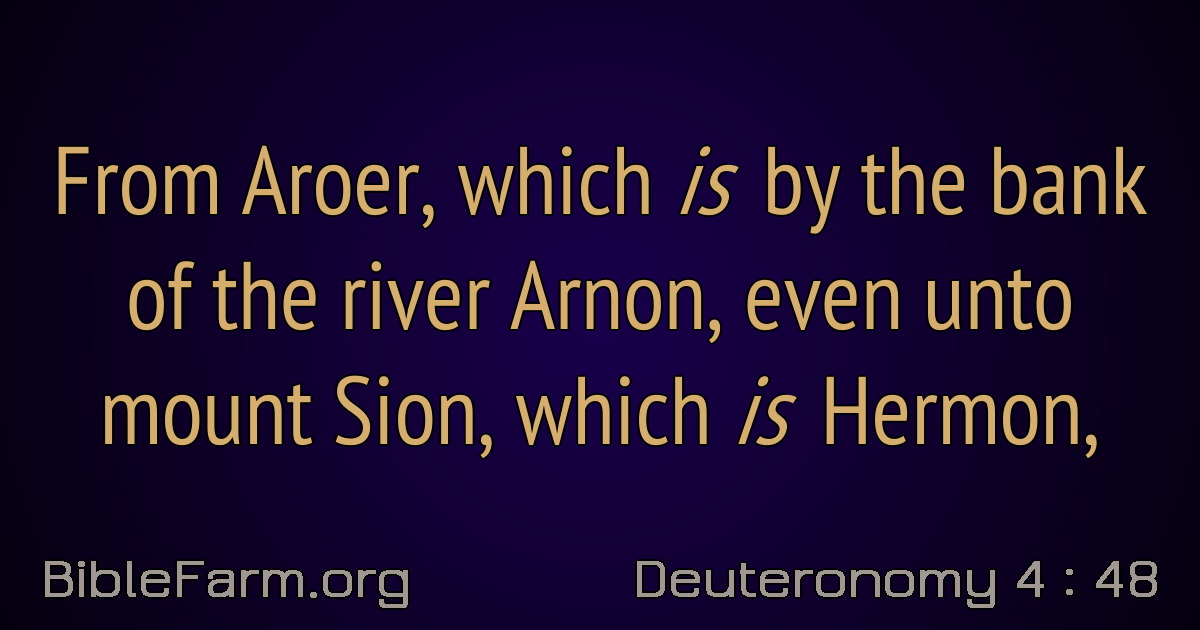 From Aroer, which is by the bank
of the river Arnon, even unto
mount Sion, which is Hermon,
BibleFarm.org
Deuteronomy 4 : 48